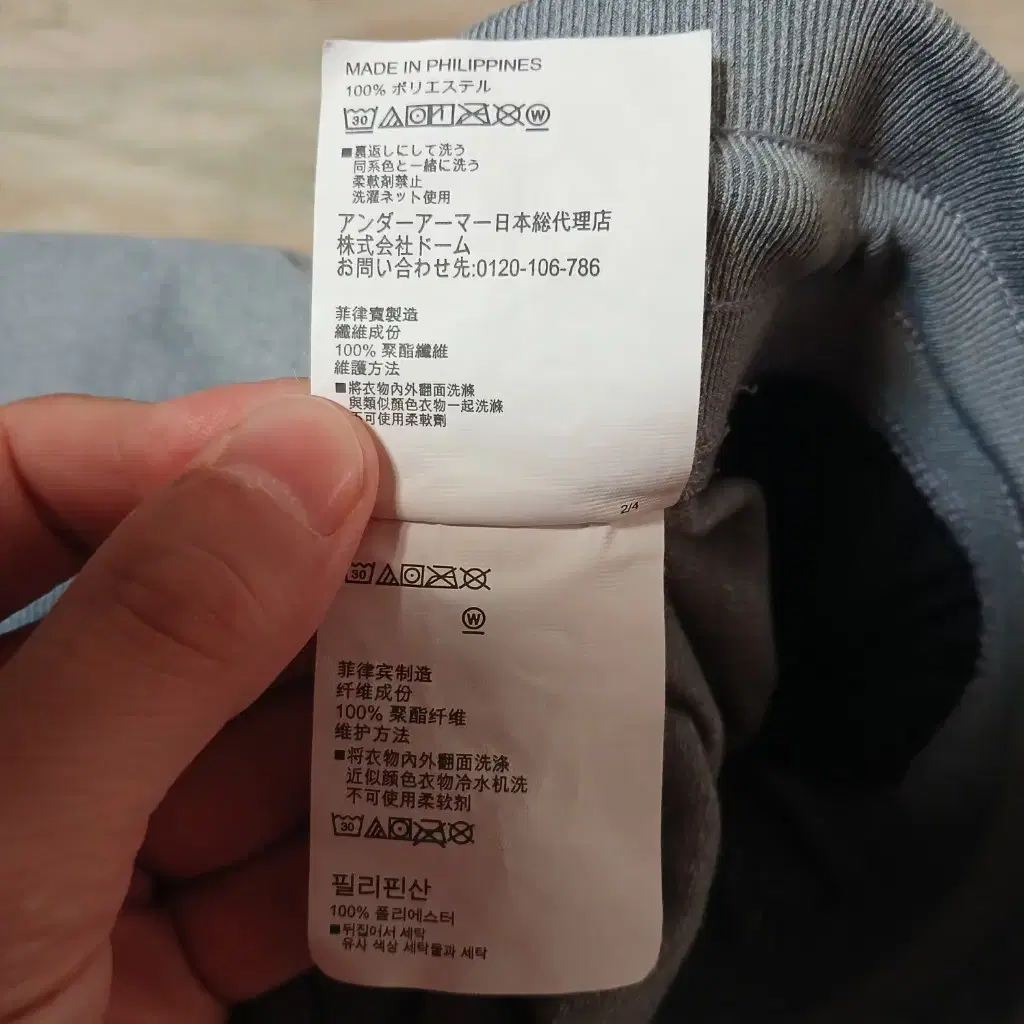 MADE IN PHILIPPINES
100% ポリエステル
30 W
■裏返しにして洗う
同系色と一緒に洗う
柔軟剤禁止
洗濯ネット使用
アンダーアーマー日本総代理店
株式会社ドーム
お問い合わせ先:0120-106-786
菲律賓製造
纖維成份
100% 聚酯纖維
維護方法
■將衣物內外翻面洗滌
與類似顏色衣物一起洗滌
不可使用柔軟劑
2/4
30
W
菲律宾制造
纤维成份
100% 聚酯纤维
维护方法
■将衣物內外翻面洗涤
近似颜色衣物冷水机洗
不可使用柔软剂
30
필리핀산
100% 폴리에스터
■뒤집어서 세탁
유사 색상 세탁물과 세탁